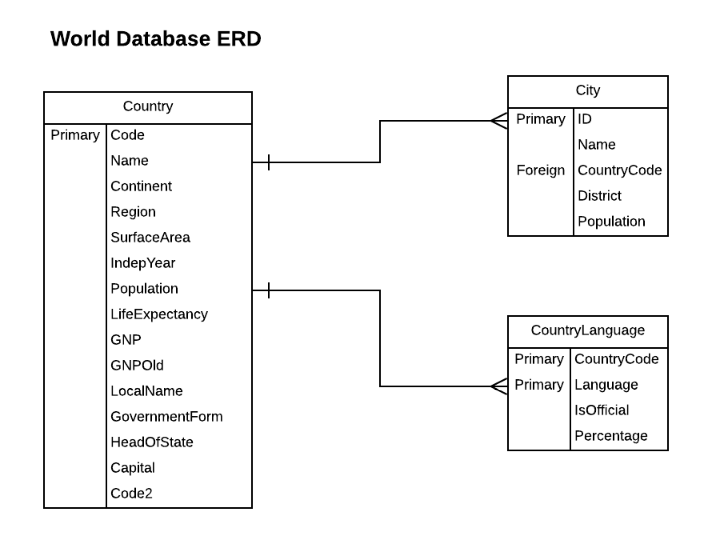 World Database ERD
Country
Primary Code
Name
Continent
Region
SurfaceArea
IndepYear
Population
LifeExpectancy
GNP
GNPOld
LocalName
GovernmentForm
HeadOfState
Capital
Code2
City
Primary ID
Name
Foreign CountryCode
District
Population
CountryLanguage
Primary CountryCode
Primary Language
IsOfficial
Percentage